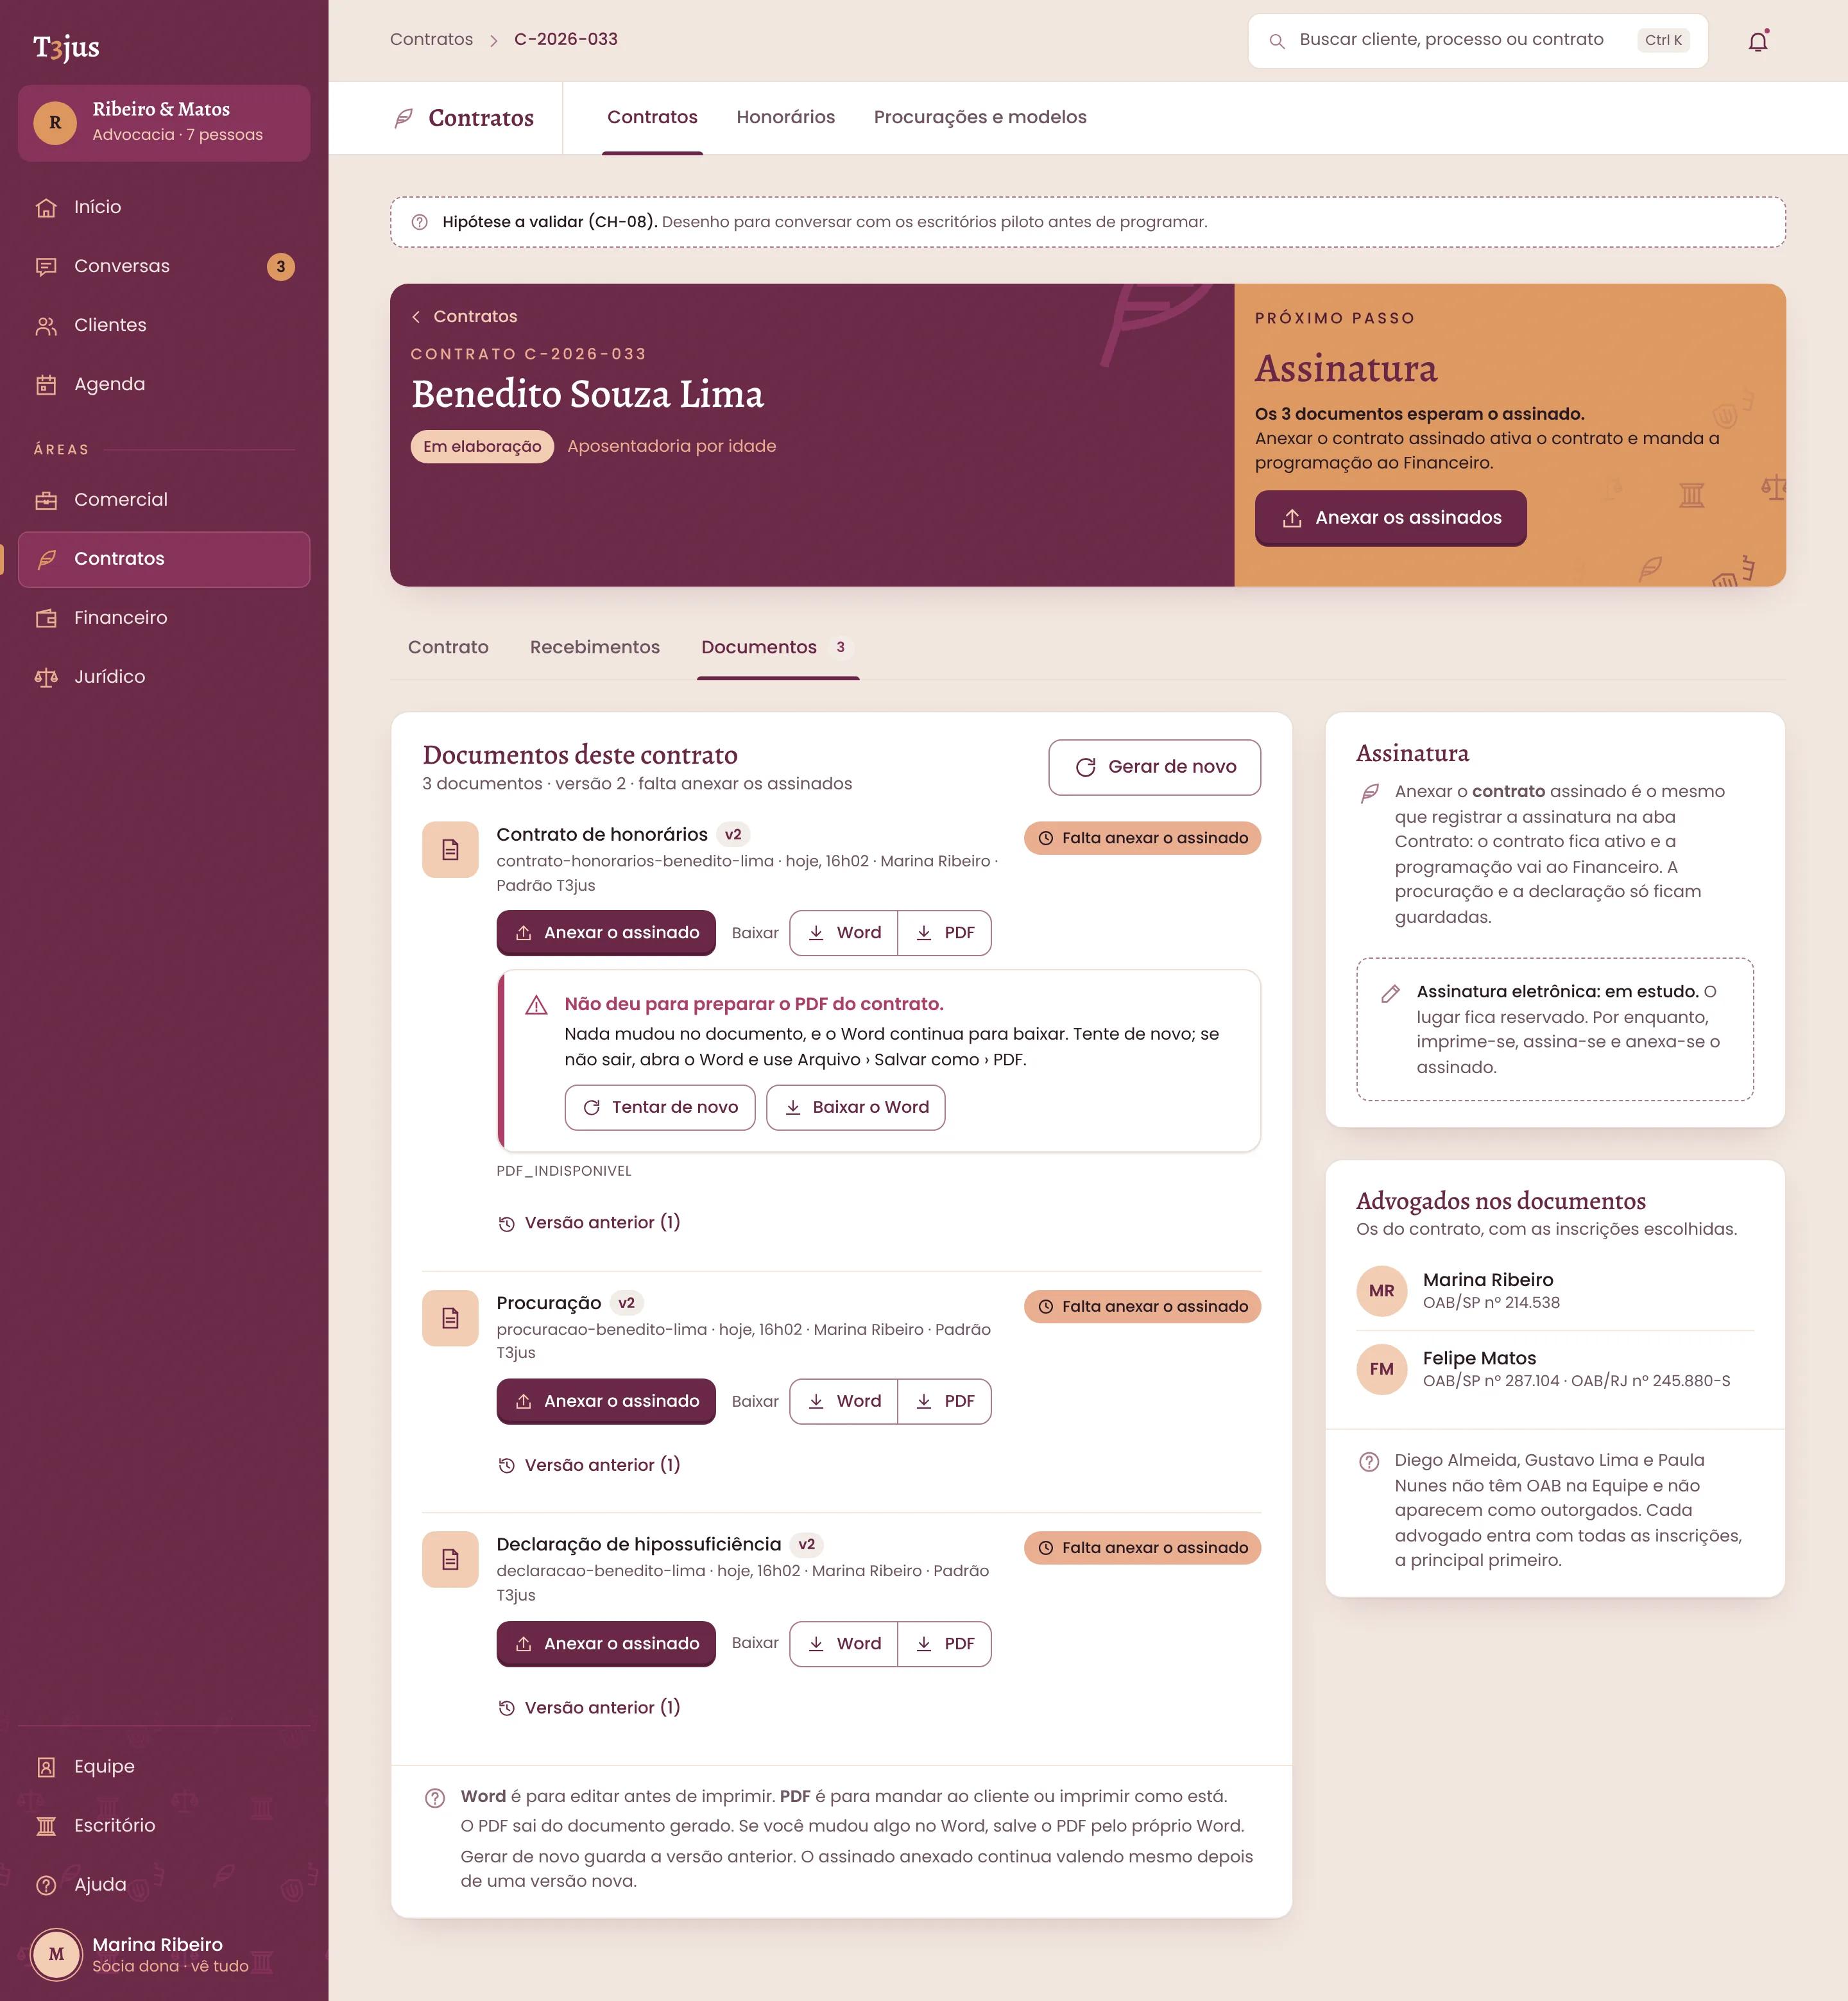 T3jus
R
Ribeiro & Matos
Advocacia · 7 pessoas
Início
Conversas
3
Clientes
Agenda
ÁREAS
Comercial
Contratos
Financeiro
Jurídico
Equipe
Escritório
Ajuda
M
Marina Ribeiro
Sócia dona · vê tudo
Contratos
C-2026-033
Buscar cliente, processo ou contrato
Ctrl K
Contratos
Contratos
Honorários
Procurações e modelos
Hipótese a validar (CH-08). Desenho para conversar com os escritórios piloto antes de programar.
Contratos
CONTRATO C-2026-033
Benedito Souza Lima
Em elaboração
Aposentadoria por idade
PRÓXIMO PASSO
Assinatura
Os 3 documentos esperam o assinado.
Anexar o contrato assinado ativa o contrato e manda a
programação ao Financeiro.
Anexar os assinados
Contrato
Recebimentos
Documentos
3
Documentos deste contrato
3 documentos · versão 2 · falta anexar os assinados
Gerar de novo
Contrato de honorários
v2
contrato-honorarios-benedito-lima · hoje, 16h02 · Marina Ribeiro ·
Padrão T3jus
Falta anexar o assinado
Anexar o assinado
Baixar
Word
PDF
Não deu para preparar o PDF do contrato.
Nada mudou no documento, e o Word continua para baixar. Tente de novo; se
não sair, abra o Word e use Arquivo › Salvar como › PDF.
Tentar de novo
Baixar o Word
PDF_INDISPONIVEL
Versão anterior (1)
Procuração
v2
procuracao-benedito-lima · hoje, 16h02 · Marina Ribeiro · Padrão
T3jus
Falta anexar o assinado
Anexar o assinado
Baixar
Word
PDF
Versão anterior (1)
Declaração de hipossuficiência
v2
declaracao-benedito-lima · hoje, 16h02 · Marina Ribeiro · Padrão
T3jus
Falta anexar o assinado
Anexar o assinado
Baixar
Word
PDF
Versão anterior (1)
Word é para editar antes de imprimir. PDF é para mandar ao cliente ou imprimir como está.
O PDF sai do documento gerado. Se você mudou algo no Word, salve o PDF pelo próprio Word.
Gerar de novo guarda a versão anterior. O assinado anexado continua valendo mesmo depois
de uma versão nova.
Assinatura
Anexar o contrato assinado é o mesmo
que registrar a assinatura na aba
Contrato: o contrato fica ativo e a
programação vai ao Financeiro. A
procuração e a declaração só ficam
guardadas.
Assinatura eletrônica: em estudo. O
lugar fica reservado. Por enquanto,
imprime-se, assina-se e anexa-se o
assinado.
Advogados nos documentos
Os do contrato, com as inscrições escolhidas.
MR
Marina Ribeiro
OAB/SP nº 214.538
FM
Felipe Matos
OAB/SP nº 287.104 · OAB/RJ nº 245.880-S
Diego Almeida, Gustavo Lima e Paula
Nunes não têm OAB na Equipe e não
aparecem como outorgados. Cada
advogado entra com todas as inscrições,
a principal primeiro.